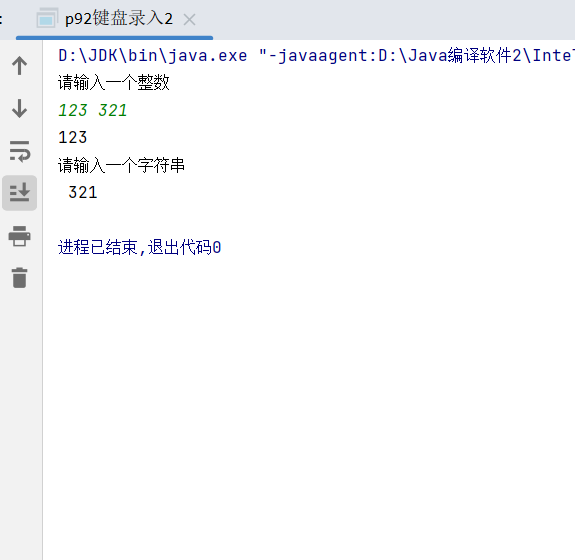 p92键盘录入2
D:\JDK\bin\java.exe "-javaagent:D:\Java编译软件2\Inte
请输入一个整数
123 321
123
请输入一个字符串
 321
进程已结束,退出代码0